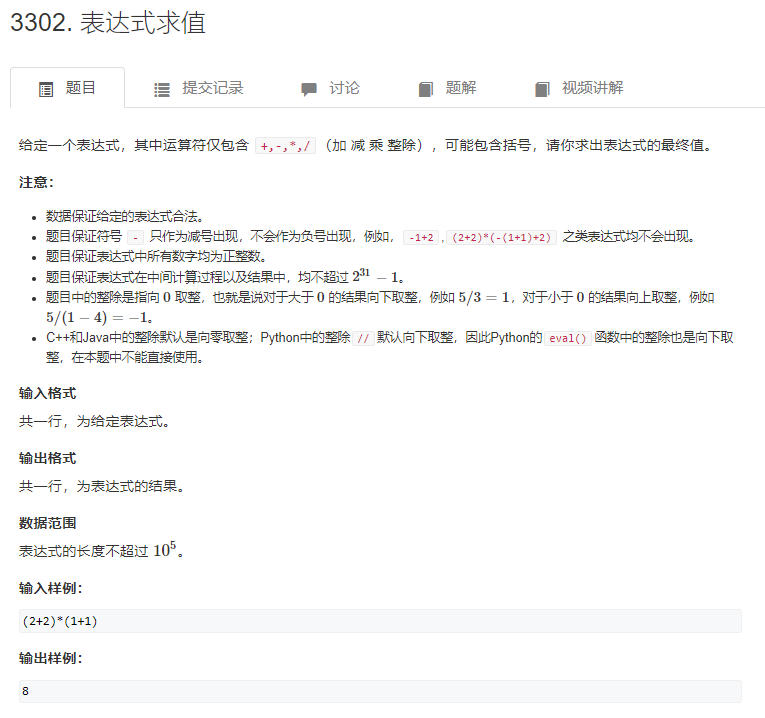 3302. 表达式求值
题目 提交记录 讨论 题解 视频讲解
给定一个表达式，其中运算符仅包含 +,-,*,/ （加 减 乘 整除），可能包含括号，请你求出表达式的最终值。
注意：
数据保证给定的表达式合法。
题目保证符号 - 只作为减号出现，不会作为负号出现，例如， -1+2 , (2+2)*(-(1+1)+2) 之类表达式均不会出现。
题目保证表达式中所有数字均为正整数。
题目保证表达式在中间计算过程以及结果中，均不超过 2^31 − 1。
题目中的整除是指向 0 取整，也就是说对于大于 0 的结果向下取整，例如 5/3 = 1，对于小于 0 的结果向上取整，例如
5/(1 − 4) = −1。
C++和Java中的整除默认是向零取整；Python中的整除 // 默认向下取整，因此Python的 eval() 函数中的整除也是向下取
整，在本题中不能直接使用。
输入格式
共一行，为给定表达式。
输出格式
共一行，为表达式的结果。
数据范围
表达式的长度不超过 10^5。
输入样例：
(2+2)*(1+1)
输出样例：
8